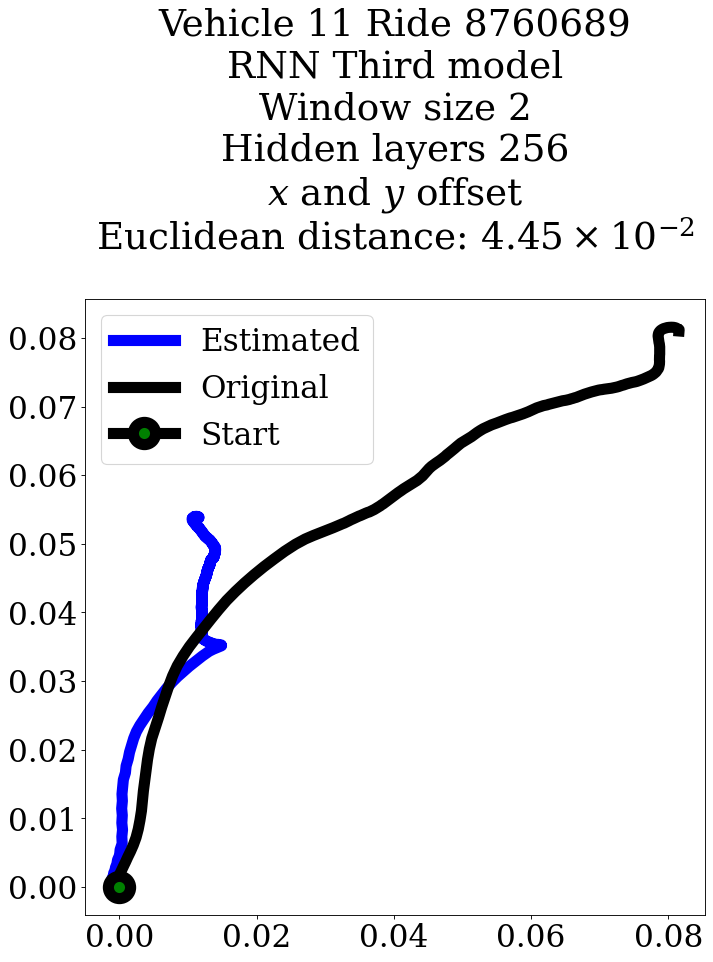 Vehicle 11 Ride 8760689
RNN Third model
Window size 2
Hidden layers 256
x and y offset
Euclidean distance: 4.45 × 10⁻²
Estimated
Original
Start
0.08
0.07
0.06
0.05
0.04
0.03
0.02
0.01
0.00
0.00 0.02 0.04 0.06 0.08